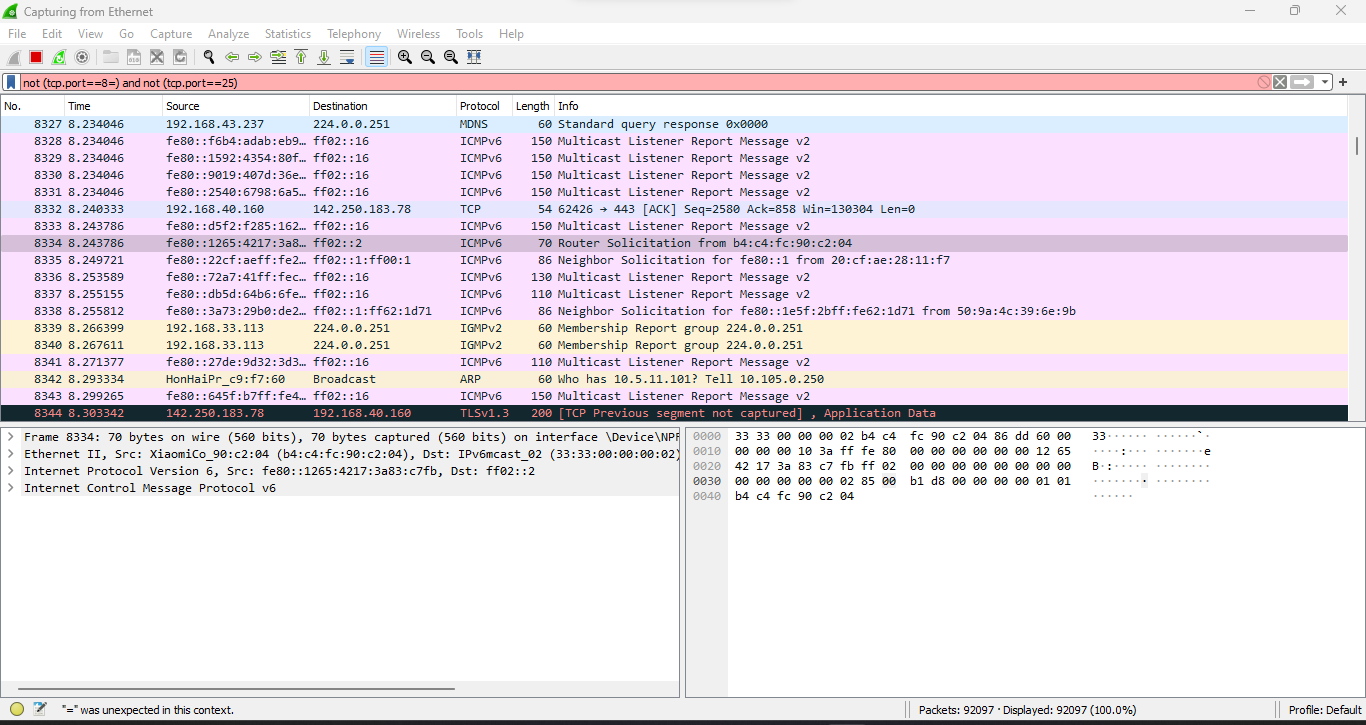 Capturing from Ethernet
File Edit View Go Capture Analyze Statistics Telephony Wireless Tools Help
not (tcp.port==8=) and not (tcp.port==25)
No. Time Source Destination Protocol Length Info
8327 8.234046 192.168.43.237 224.0.0.251 MDNS 60 Standard query response 0x0000
8328 8.234046 fe80::f6b4:adab:eb9… ff02::16 ICMPv6 150 Multicast Listener Report Message v2
8329 8.234046 fe80::1592:4354:80f… ff02::16 ICMPv6 150 Multicast Listener Report Message v2
8330 8.234046 fe80::9019:407d:36e… ff02::16 ICMPv6 150 Multicast Listener Report Message v2
8331 8.234046 fe80::2540:6798:6a5… ff02::16 ICMPv6 150 Multicast Listener Report Message v2
8332 8.240333 192.168.40.160 142.250.183.78 TCP 54 62426 → 443 [ACK] Seq=2580 Ack=858 Win=130304 Len=0
8333 8.243786 fe80::d5f2:f285:162… ff02::16 ICMPv6 150 Multicast Listener Report Message v2
8334 8.243786 fe80::1265:4217:3a8… ff02::2 ICMPv6 70 Router Solicitation from b4:c4:fc:90:c2:04
8335 8.249721 fe80::22cf:aeff:fe2… ff02::1:ff00:1 ICMPv6 86 Neighbor Solicitation for fe80::1 from 20:cf:ae:28:11:f7
8336 8.253589 fe80::72a7:41ff:fec… ff02::16 ICMPv6 130 Multicast Listener Report Message v2
8337 8.255155 fe80::db5d:64b6:6fe… ff02::16 ICMPv6 110 Multicast Listener Report Message v2
8338 8.255812 fe80::3a73:29b0:de2… ff02::1:ff62:1d71 ICMPv6 86 Neighbor Solicitation for fe80::1e5f:2bff:fe62:1d71 from 50:9a:4c:39:6e:9b
8339 8.266399 192.168.33.113 224.0.0.251 IGMPv2 60 Membership Report group 224.0.0.251
8340 8.267611 192.168.33.113 224.0.0.251 IGMPv2 60 Membership Report group 224.0.0.251
8341 8.271377 fe80::27de:9d32:3d3… ff02::16 ICMPv6 110 Multicast Listener Report Message v2
8342 8.293334 HonHaiPr_c9:f7:60 Broadcast ARP 60 Who has 10.5.11.101? Tell 10.105.0.250
8343 8.299265 fe80::645f:b7ff:fe4… ff02::16 ICMPv6 150 Multicast Listener Report Message v2
8344 8.303342 142.250.183.78 192.168.40.160 TLSv1.3 200 [TCP Previous segment not captured] , Application Data
Frame 8334: 70 bytes on wire (560 bits), 70 bytes captured (560 bits) on interface \Device\NPF
Ethernet II, Src: XiaomiCo_90:c2:04 (b4:c4:fc:90:c2:04), Dst: IPv6mcast_02 (33:33:00:00:00:02)
Internet Protocol Version 6, Src: fe80::1265:4217:3a83:c7fb, Dst: ff02::2
Internet Control Message Protocol v6
0000 33 33 00 00 00 02 b4 c4 fc 90 c2 04 86 dd 60 00 33······ ······`·
0010 00 00 00 10 3a ff fe 80 00 00 00 00 00 00 12 65 ····:··· ·······e
0020 42 17 3a 83 c7 fb ff 02 00 00 00 00 00 00 00 00 B·:····· ········
0030 00 00 00 00 00 02 85 00 b1 d8 00 00 00 00 01 01 ········ ········
0040 b4 c4 fc 90 c2 04 ······
"=" was unexpected in this context.
Packets: 92097 · Displayed: 92097 (100.0%)
Profile: Default